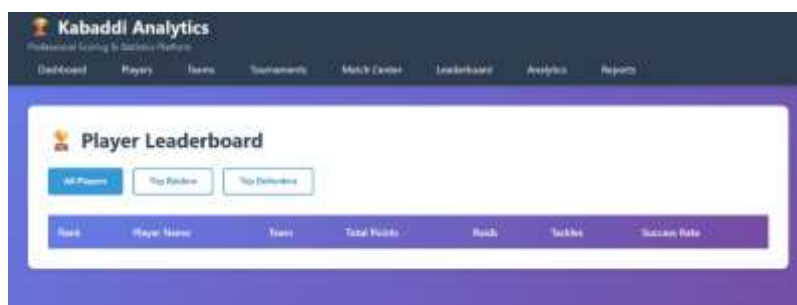 Kabaddi Analytics
Professional Scoring & Statistics Platform
Dashboard Players Teams Tournaments Match Center Leaderboard Analytics Reports
Player Leaderboard
All Players Top Raiders Top Defenders
Rank Player Name Team Total Points Raids Tackles Success Rate